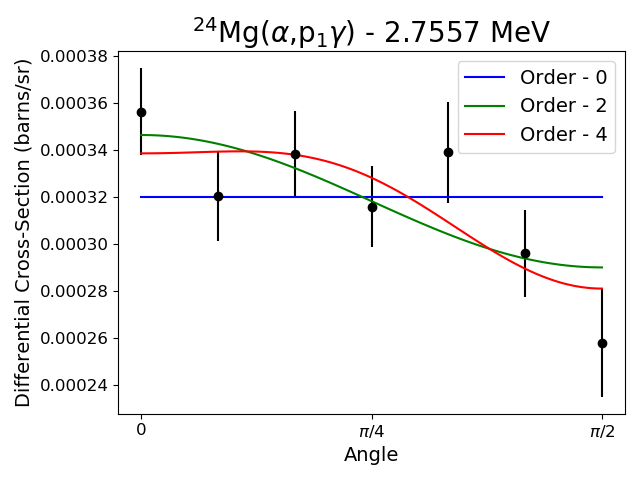 ²⁴Mg(α,p₁γ) - 2.7557 MeV
Differential Cross-Section (barns/sr)
0.00038
0.00036
0.00034
0.00032
0.00030
0.00028
0.00026
0.00024
Order - 0
Order - 2
Order - 4
0
π/4
π/2
Angle